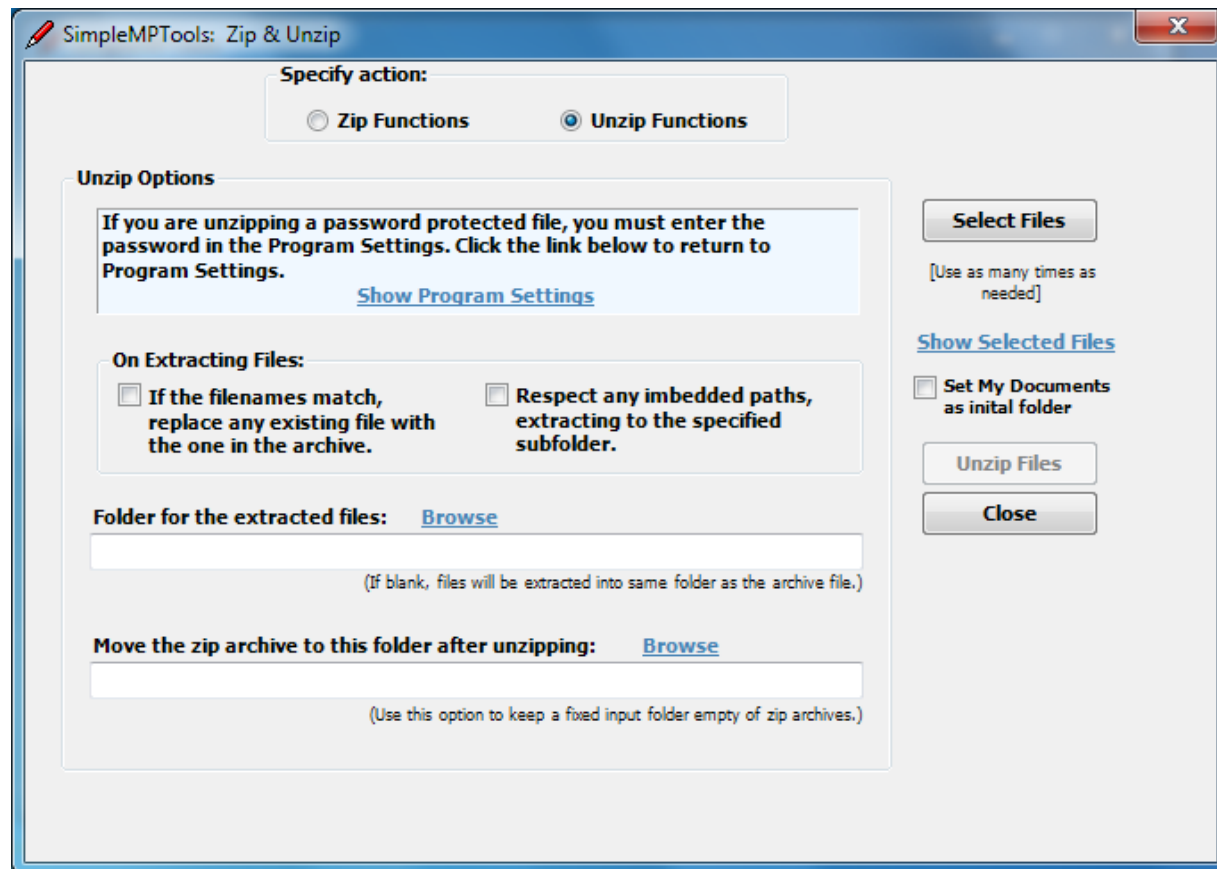 SimpleMPTools: Zip & Unzip
Specify action:
Zip Functions
Unzip Functions
Unzip Options
If you are unzipping a password protected file, you must enter the
password in the Program Settings. Click the link below to return to
Program Settings.
Show Program Settings
On Extracting Files:
If the filenames match,
replace any existing file with
the one in the archive.
Respect any imbedded paths,
extracting to the specified
subfolder.
Folder for the extracted files: Browse
(If blank, files will be extracted into same folder as the archive file.)
Move the zip archive to this folder after unzipping: Browse
(Use this option to keep a fixed input folder empty of zip archives.)
Select Files
[Use as many times as
needed]
Show Selected Files
Set My Documents
as inital folder
Unzip Files
Close